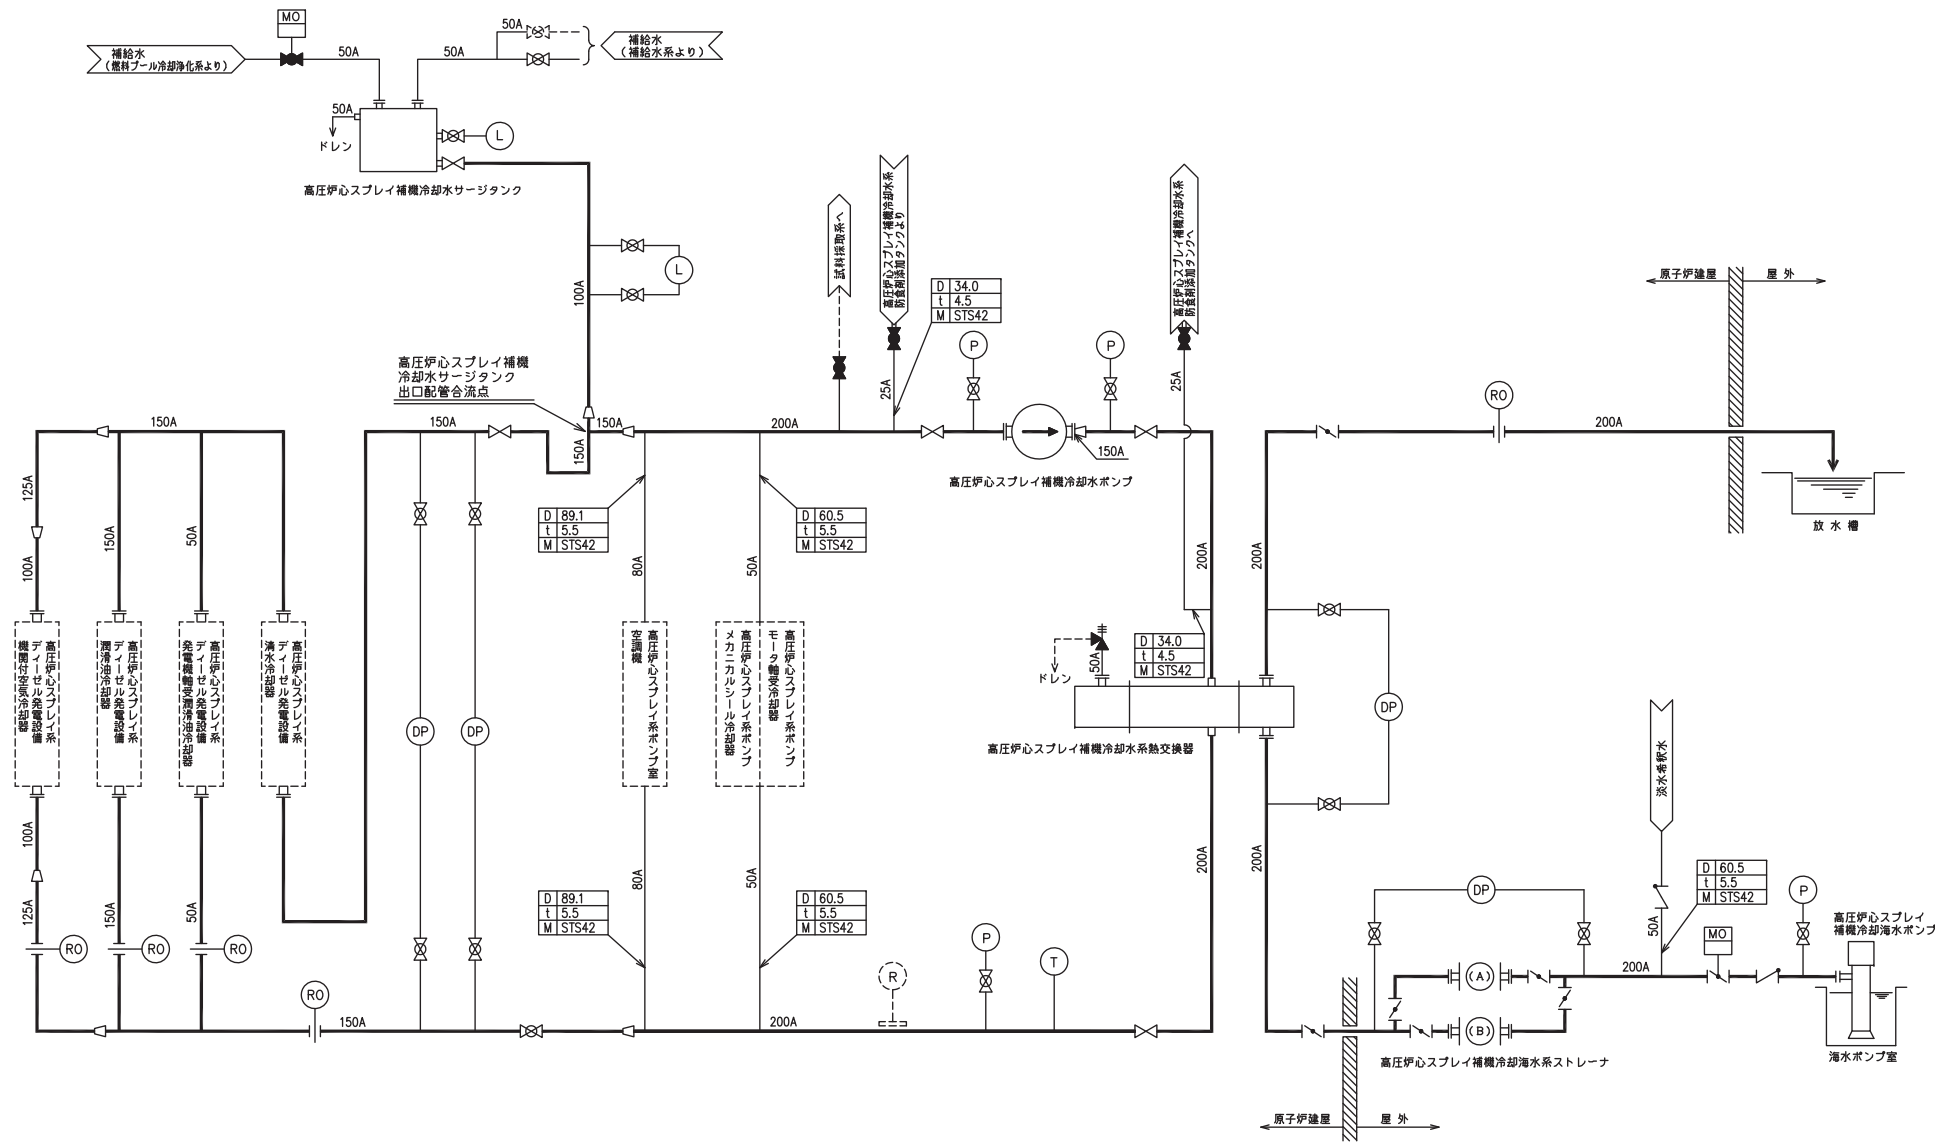 MO
50A
補給水
(燃料プール冷却浄化系より)
50A
50A
補給水
(補給水系より)
50A
ドレン
L
高圧炉心スプレイ補機冷却水サージタンク
L
100A
試料採取系へ
高圧炉心スプレイ補機冷却水系
防食剤添加タンクより
高圧炉心スプレイ補機冷却水系
防食剤添加タンクへ
D 34.0
t 4.5
M STS42
原子炉建屋
屋外
高圧炉心スプレイ補機
冷却水サージタンク
出口配管合流点
25A
P
P
25A
RO
150A
150A
150A
150A
200A
150A
200A
高圧炉心スプレイ補機冷却水ポンプ
放水槽
125A
100A
150A
50A
D 89.1
t 5.5
M STS42
D 60.5
t 5.5
M STS42
80A
50A
200A
200A
高圧炉心スプレイ系
ディーゼル発電設備
機関付空気冷却器
高圧炉心スプレイ系
ディーゼル発電設備
潤滑油冷却器
高圧炉心スプレイ系
ディーゼル発電設備
発電機軸受潤滑油冷却器
高圧炉心スプレイ系
ディーゼル発電設備
清水冷却器
DP
DP
高圧炉心スプレイ系ポンプ室
空調機
高圧炉心スプレイ系ポンプ
モータ軸受冷却器
高圧炉心スプレイ系ポンプ
メカニカルシール冷却器
ドレン
50A
D 34.0
t 4.5
M STS42
高圧炉心スプレイ補機冷却水系熱交換器
DP
淡水希釈水
100A
125A
150A
50A
RO
RO
RO
D 89.1
t 5.5
M STS42
80A
50A
D 60.5
t 5.5
M STS42
200A
200A
DP
50A
D 60.5
t 5.5
M STS42
P
高圧炉心スプレイ
補機冷却海水ポンプ
MO
RO
150A
R
P
T
200A
(A)
(B)
200A
高圧炉心スプレイ補機冷却海水系ストレーナ
海水ポンプ室
原子炉建屋
屋外